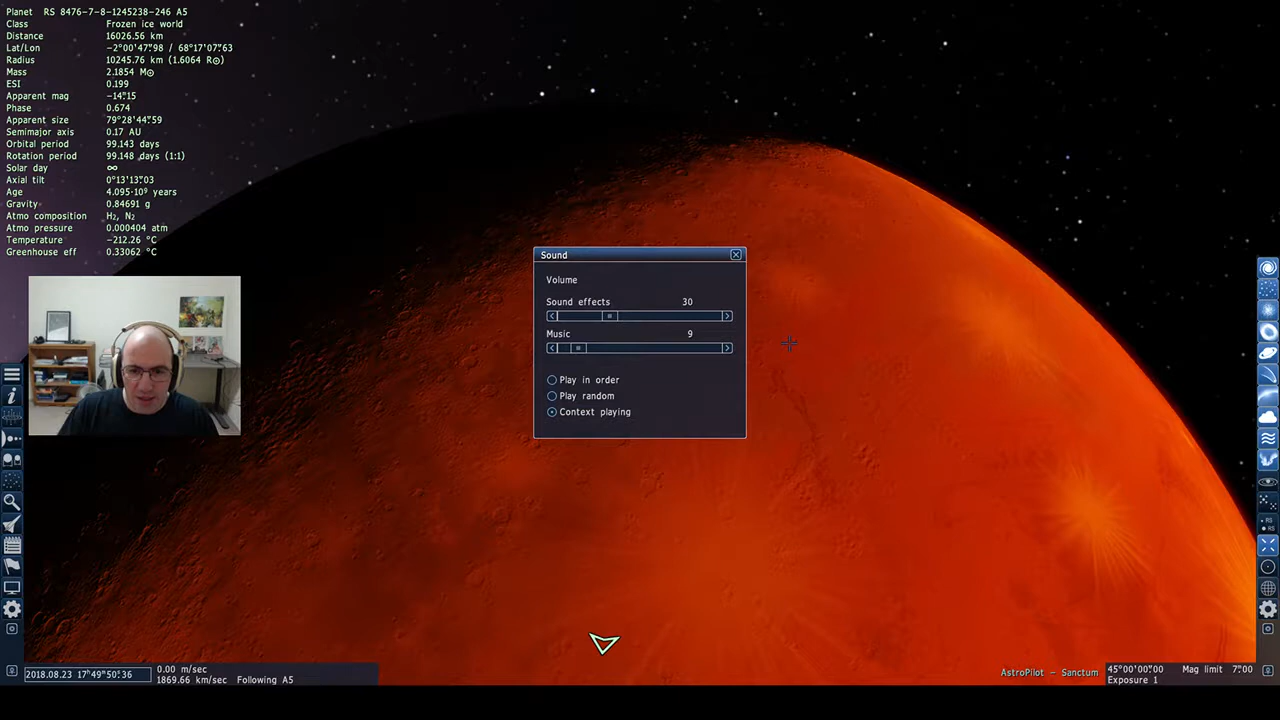 Planet RS 8476-7-8-1245238-246 A5
Class Frozen ice world
Distance 16026.56 km
Lat/Lon -2°00'47"98 / 68°17'07"63
Radius 10245.76 km (1.6064 R⊙)
Mass 2.1854 M⊙
ESI 0.199
Apparent mag -14"15
Phase 0.674
Apparent size 79°28'44"59
Semimajor axis 0.17 AU
Orbital period 99.143 days
Rotation period 99.148 days (1:1)
Solar day ∞
Axial tilt 0°13'13"03
Age 4.095·10⁹ years
Gravity 0.84691 g
Atmo composition H₂, N₂
Atmo pressure 0.000404 atm
Temperature -212.26 °C
Greenhouse eff 0.33062 °C
Sound
Volume
Sound effects 30
Music 9
Play in order
Play random
Context playing
RS
RS
2018.08.23 17"49'50"36
0.00 m/sec
1869.66 km/sec Following A5
AstroPilot - Sanctum
45°00'00"00 Mag limit 7"00
Exposure 1